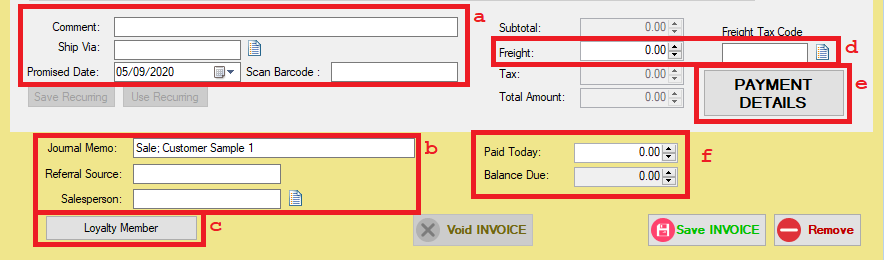 Comment:
a
Ship Via:
Promised Date: 05/09/2020 Scan Barcode :
Save Recurring Use Recurring
Subtotal: 0.00
Freight Tax Code
Freight: 0.00
d
Tax: 0.00
Total Amount: 0.00
PAYMENT
DETAILS
e
Journal Memo: Sale; Customer Sample 1
b
Referral Source:
Salesperson:
Paid Today: 0.00
Balance Due: 0.00
f
Loyalty Member
c
Void INVOICE
Save INVOICE
Remove